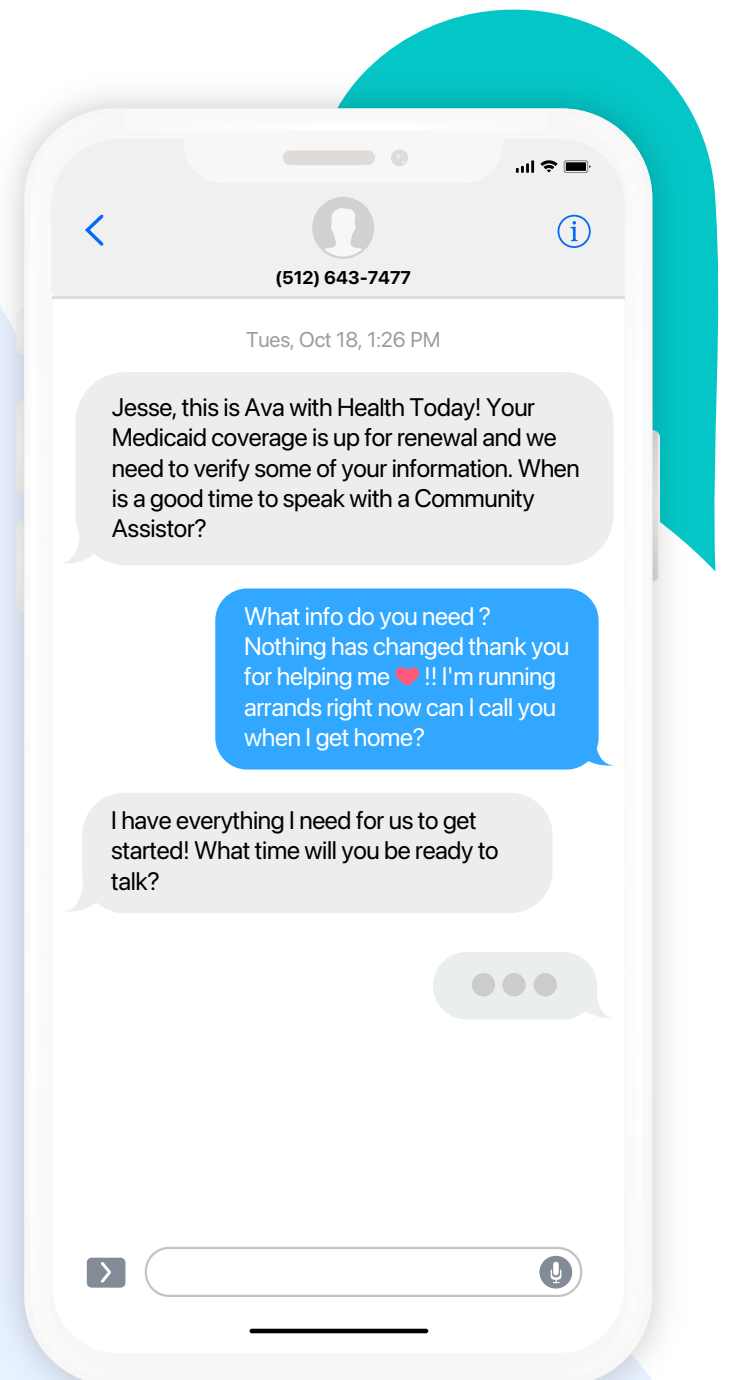 (512) 643-7477
Tues, Oct 18, 1:26 PM
Jesse, this is Ava with Health Today! Your
Medicaid coverage is up for renewal and we
need to verify some of your information. When
is a good time to speak with a Community
Assistor?
What info do you need ?
Nothing has changed thank you
for helping me ❤️ !! I'm running
arrands right now can I call you
when I get home?
I have everything I need for us to get
started! What time will you be ready to
talk?